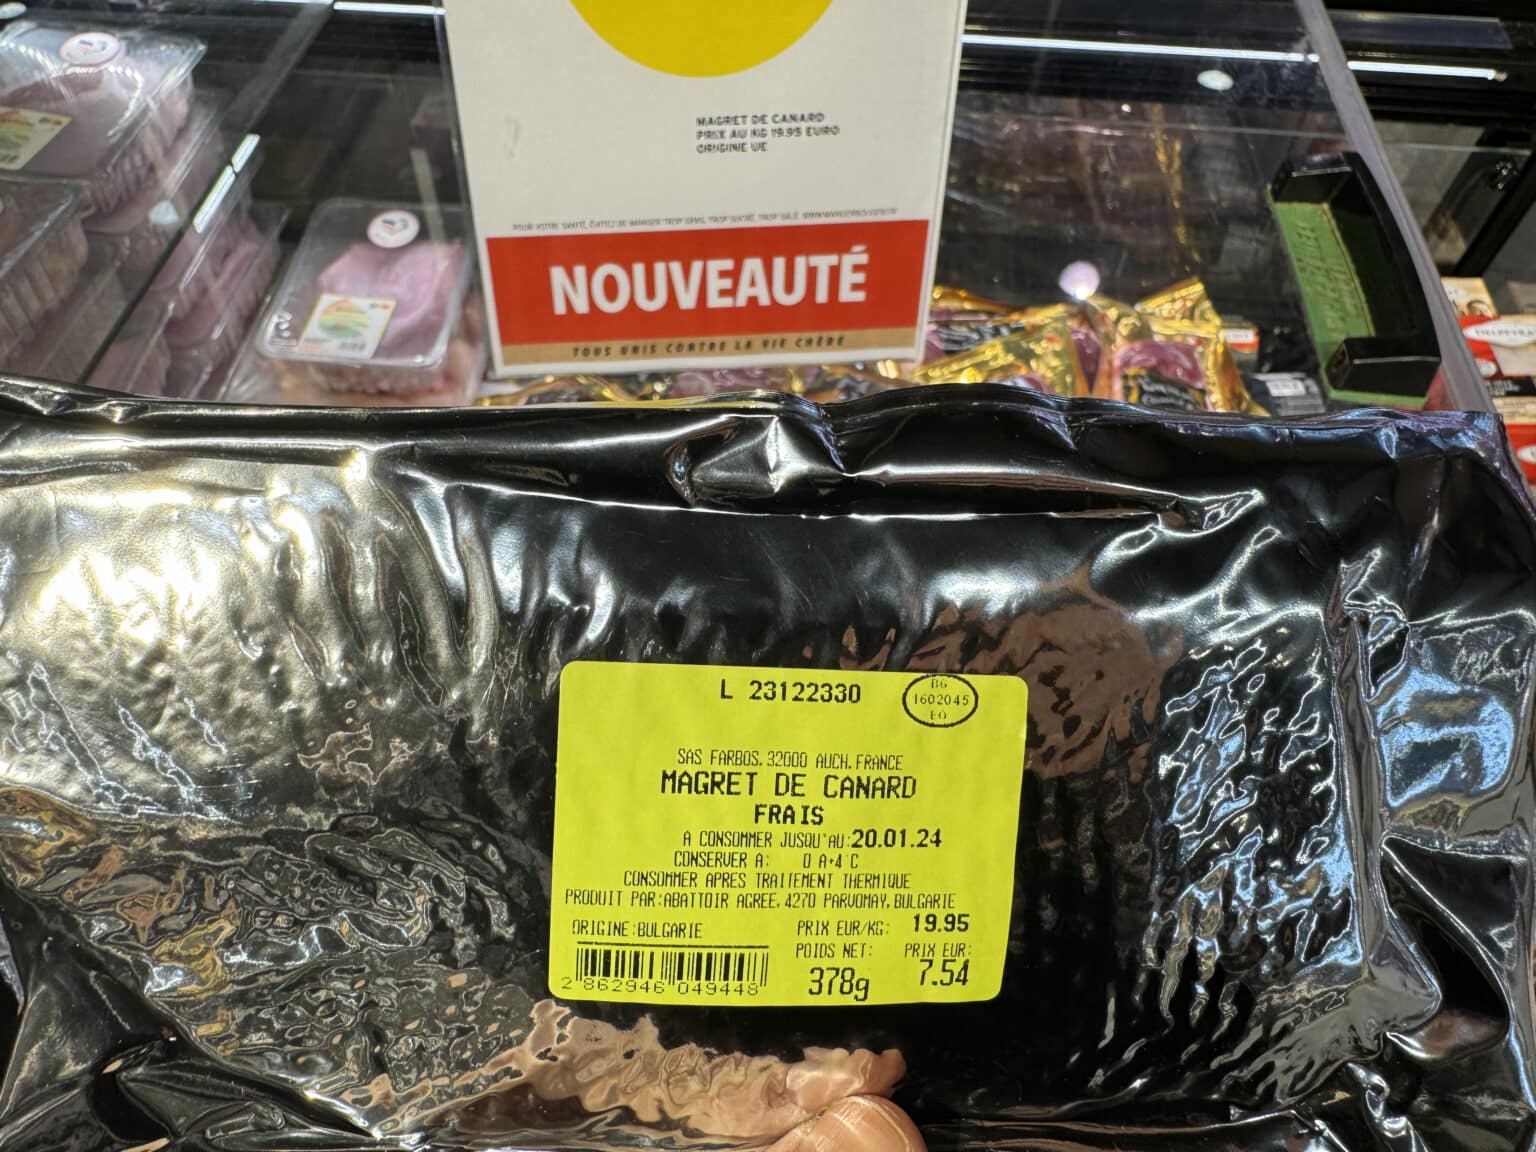 MAGRET DE CANARD
PRIX AU KG 19.95 EURO
ORIGINE UE
NOUVEAUTÉ
TOUS UNIS CONTRE LA VIE CHÈRE
L 23122330
BG
1602045
EO
SAS FARBOS. 32000 AUCH. FRANCE
MAGRET DE CANARD
FRAIS
A CONSOMMER JUSQU'AU:20.01.24
CONSERVER A: 0 A+4°C
CONSOMMER APRES TRAITEMENT THERMIQUE
PRODUIT PAR:ABATTOIR AGREE, 4270 PARVOMAY, BULGARIE
ORIGINE:BULGARIE
PRIX EUR/KG: 19.95
POIDS NET: PRIX EUR:
378g 7.54
2 862946 049448